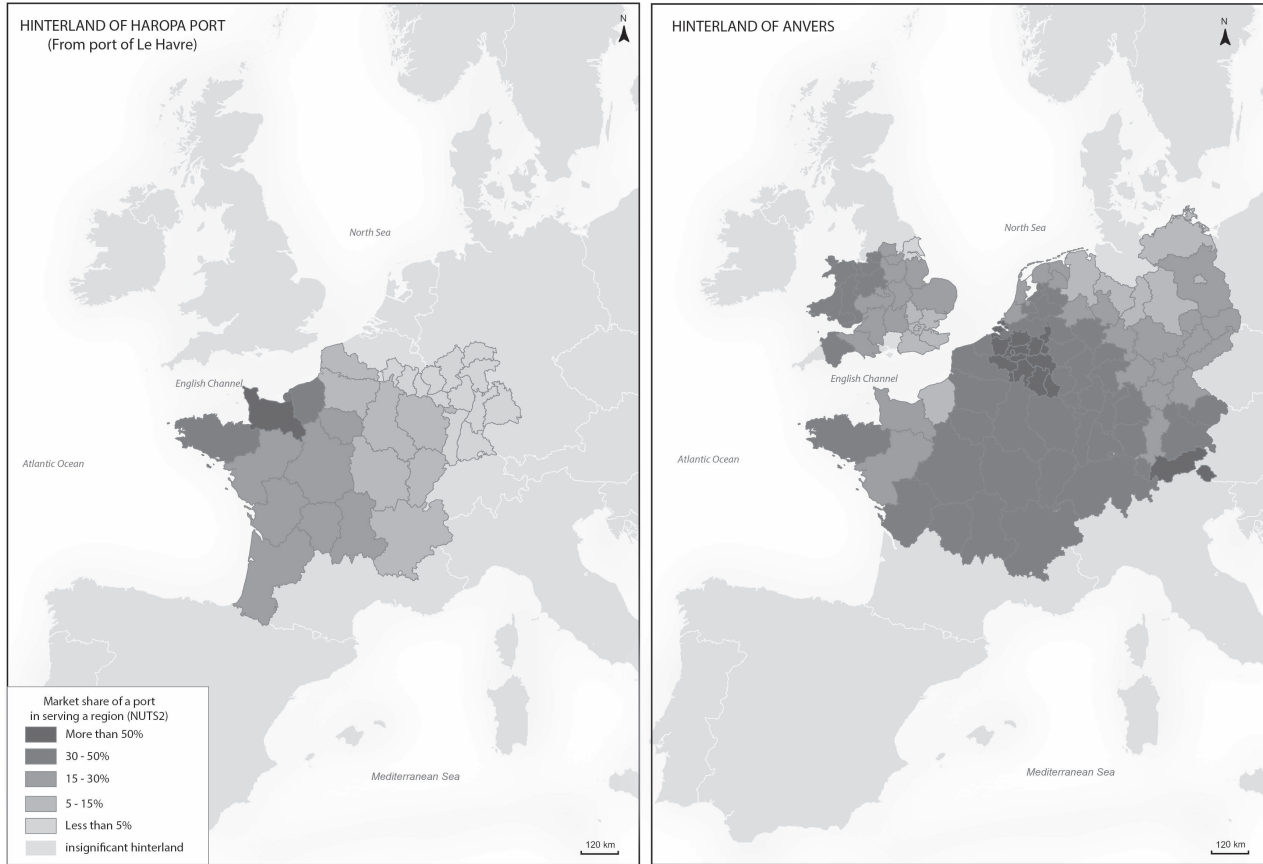 HINTERLAND OF HAROPA PORT
(From port of Le Havre)
N
North Sea
English Channel
Atlantic Ocean
Mediterranean Sea
Market share of a port
in serving a region (NUTS2)
More than 50%
30 - 50%
15 - 30%
5 - 15%
Less than 5%
insignificant hinterland
120 km
HINTERLAND OF ANVERS
N
North Sea
English Channel
Atlantic Ocean
Mediterranean Sea
120 km